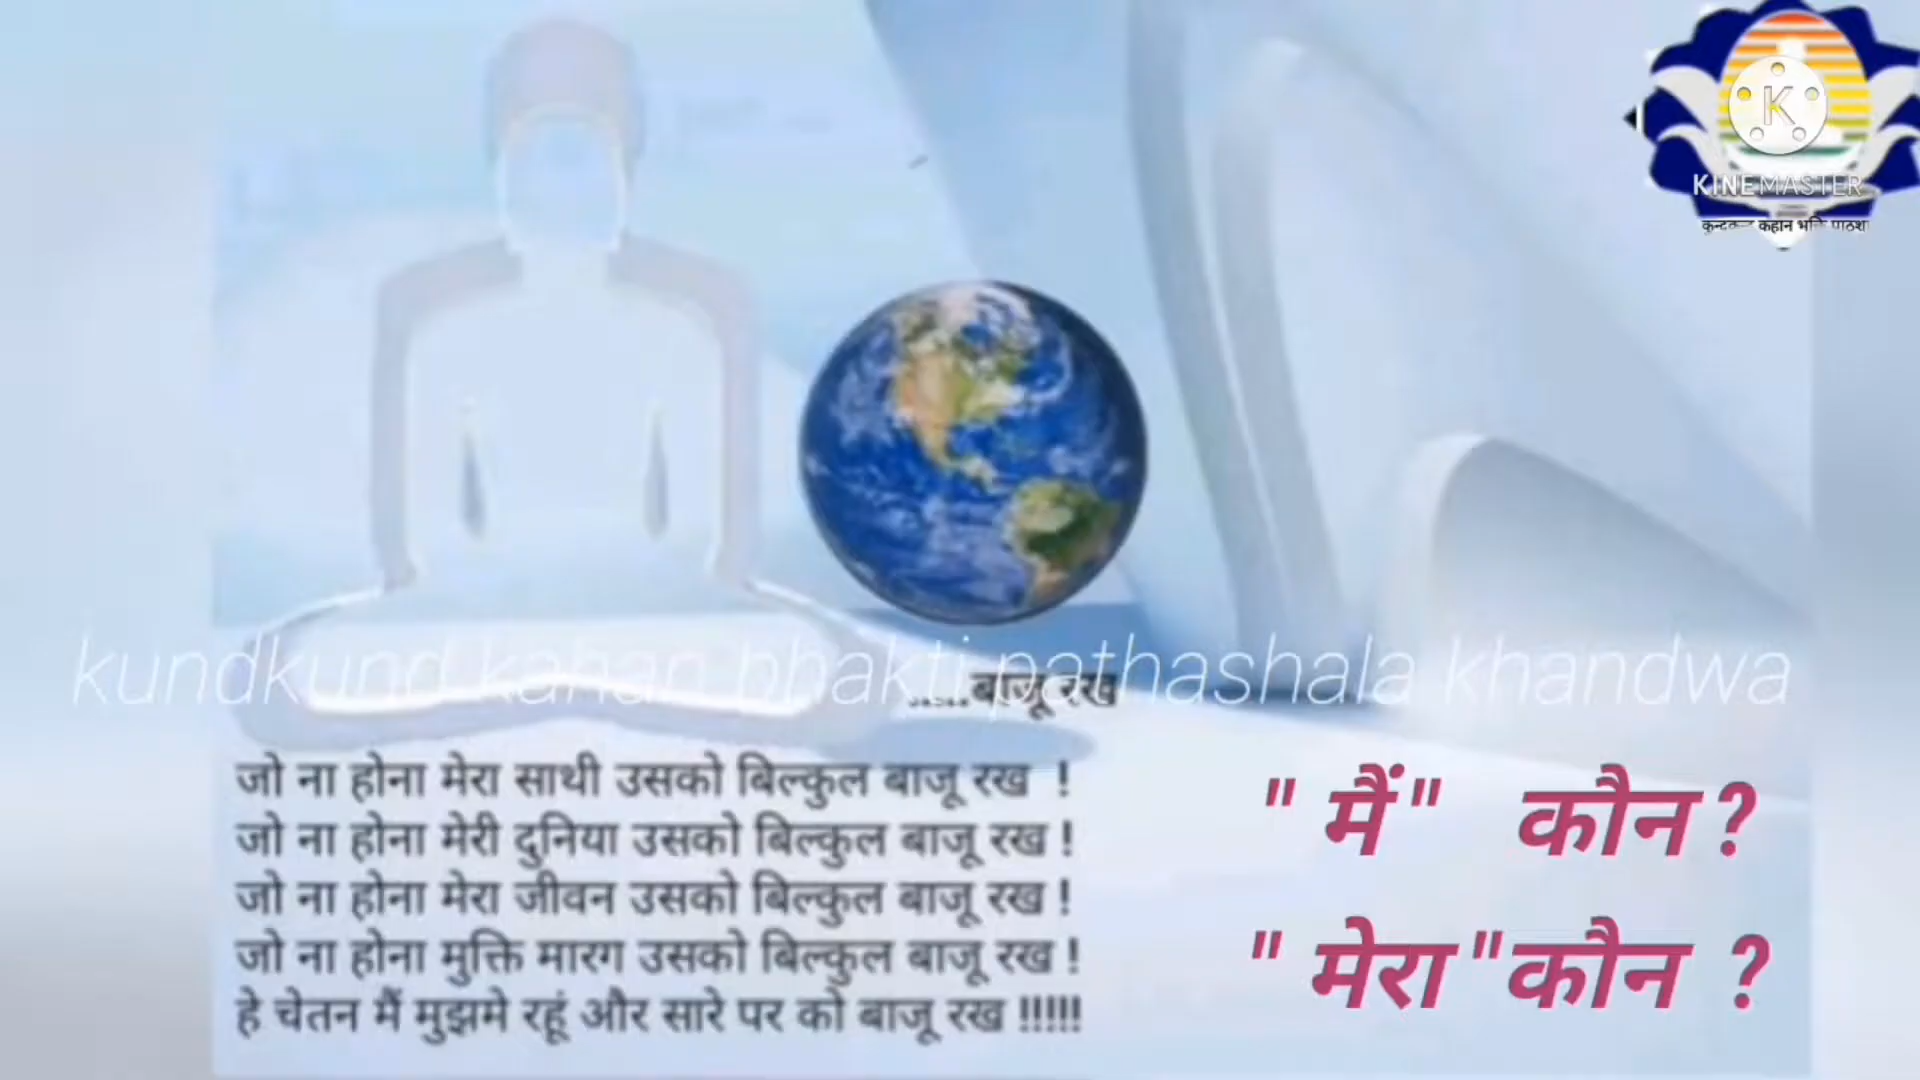 KINEMASTER
kundkund kahan bhakti pathashala khandwa
.....बाजू रख
जो ना होना मेरा साथी उसको बिल्कुल बाजू रख !
जो ना होना मेरी दुनिया उसको बिल्कुल बाजू रख !
जो ना होना मेरा जीवन उसको बिल्कुल बाजू रख !
जो ना होना मुक्ति मारग उसको बिल्कुल बाजू रख !
हे चेतन मैं मुझमे रहूं और सारे पर को बाजू रख !!!!!
" मैं" कौन ?
" मेरा "कौन ?